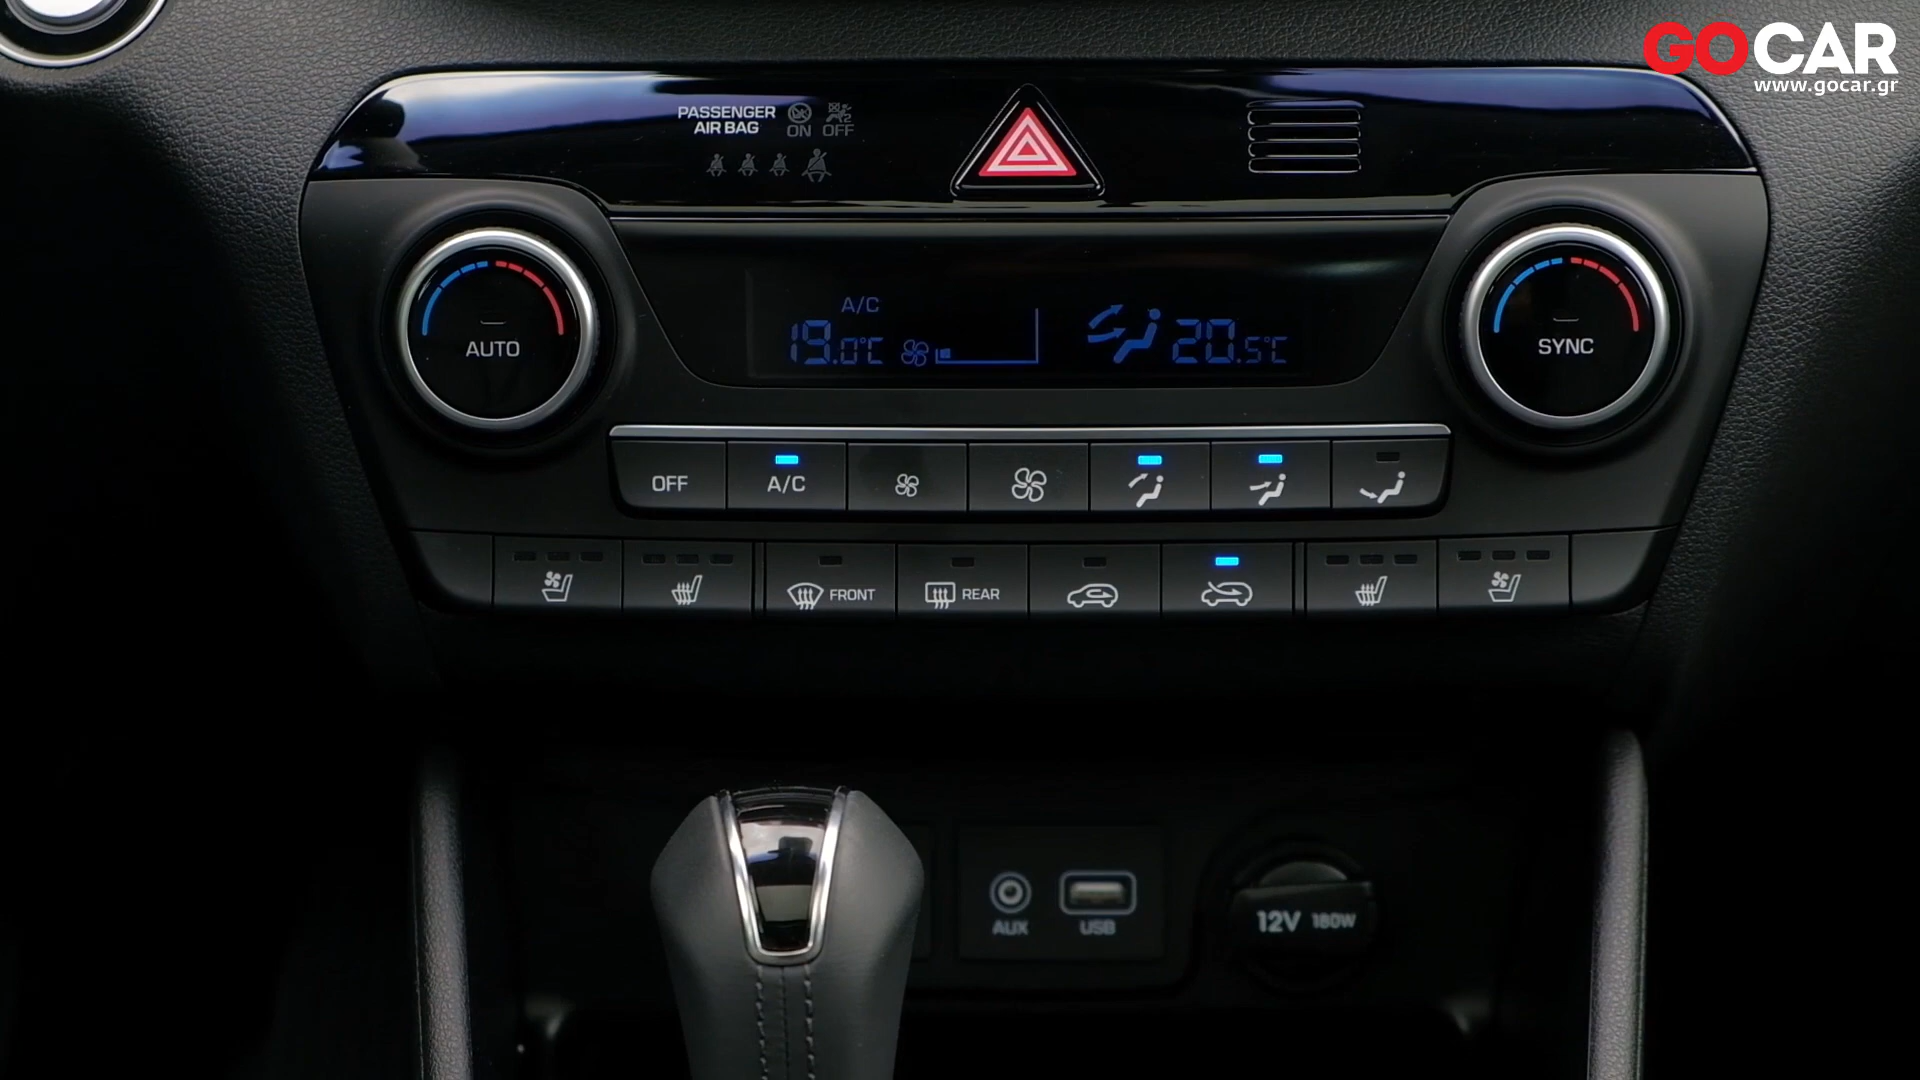 GOCAR
www.gocar.gr
PASSENGER
AIR BAG
ON OFF
A/C
19.0°C
20.5°C
AUTO
SYNC
OFF
A/C
FRONT
REAR
AUX
USB
12V 180W